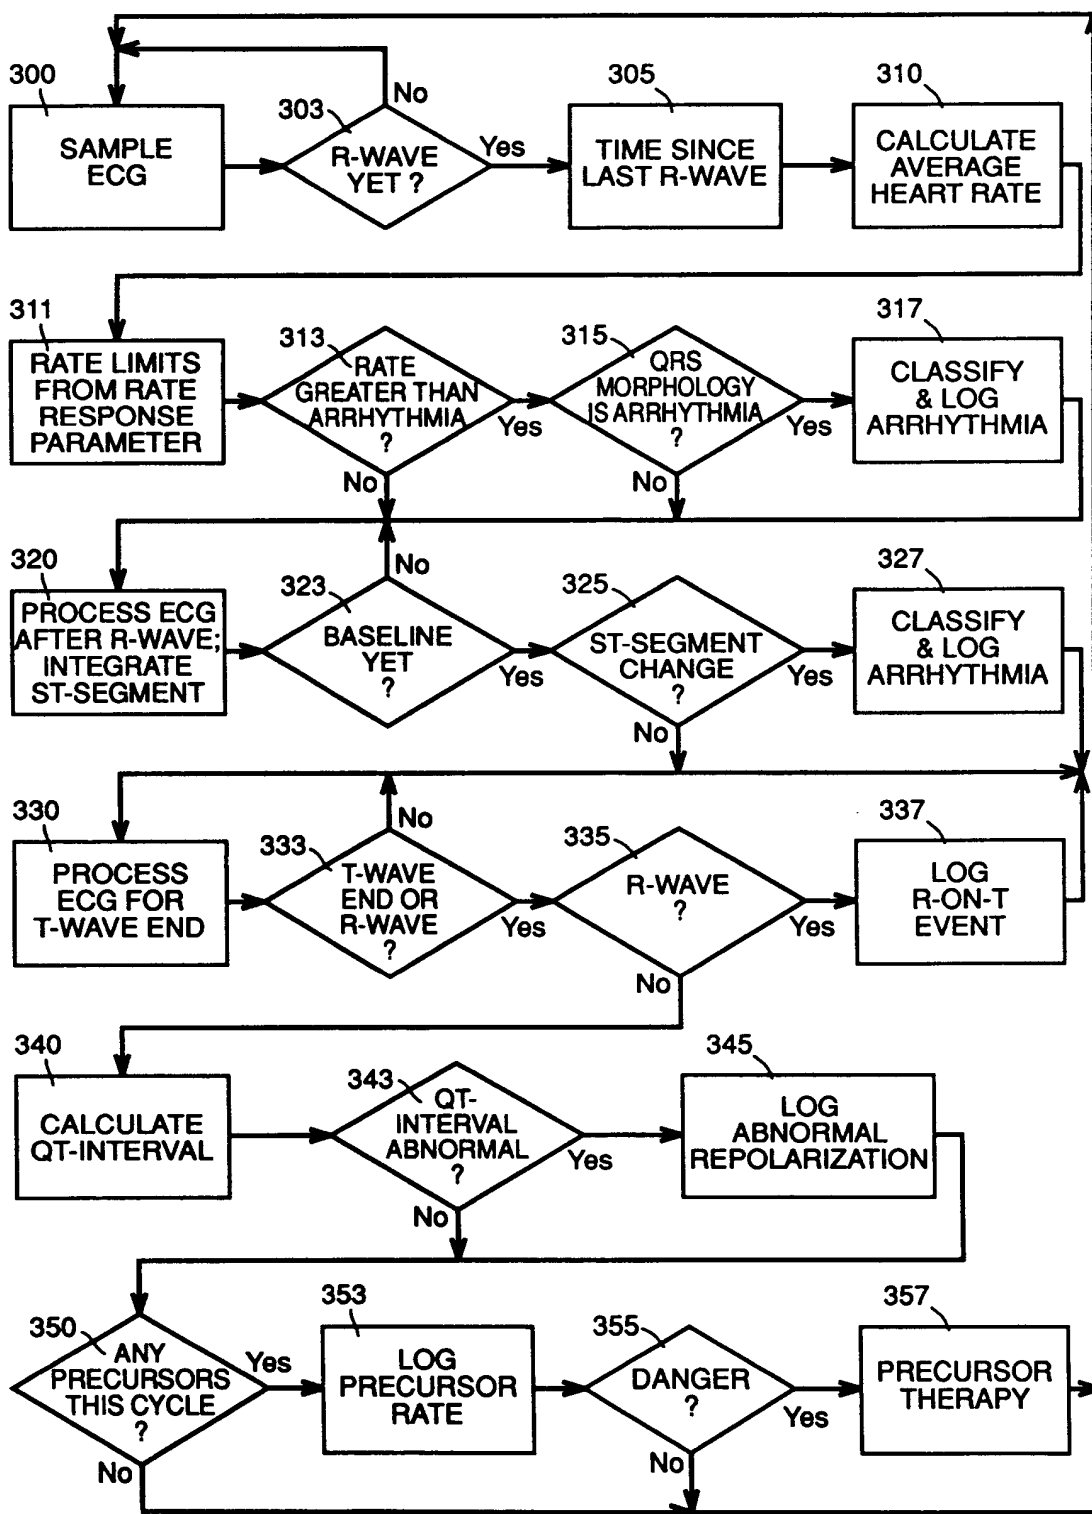 300
SAMPLE
ECG
303
R-WAVE
YET ?
No
Yes
305
TIME SINCE
LAST R-WAVE
310
CALCULATE
AVERAGE
HEART RATE
311
RATE LIMITS
FROM RATE
RESPONSE
PARAMETER
313
RATE
GREATER THAN
ARRHYTHMIA
?
Yes
No
315
QRS
MORPHOLOGY
IS ARRHYTHMIA
?
Yes
No
317
CLASSIFY
& LOG
ARRHYTHMIA
320
PROCESS ECG
AFTER R-WAVE;
INTEGRATE
ST-SEGMENT
323
BASELINE
YET
?
No
Yes
325
ST-SEGMENT
CHANGE
?
Yes
No
327
CLASSIFY
& LOG
ARRHYTHMIA
330
PROCESS
ECG FOR
T-WAVE END
333
T-WAVE
END OR
R-WAVE
?
No
Yes
335
R-WAVE
?
Yes
No
337
LOG
R-ON-T
EVENT
340
CALCULATE
QT-INTERVAL
343
QT-
INTERVAL
ABNORMAL
?
Yes
No
345
LOG
ABNORMAL
REPOLARIZATION
350
ANY
PRECURSORS
THIS CYCLE
?
Yes
No
353
LOG
PRECURSOR
RATE
355
DANGER
?
Yes
No
357
PRECURSOR
THERAPY